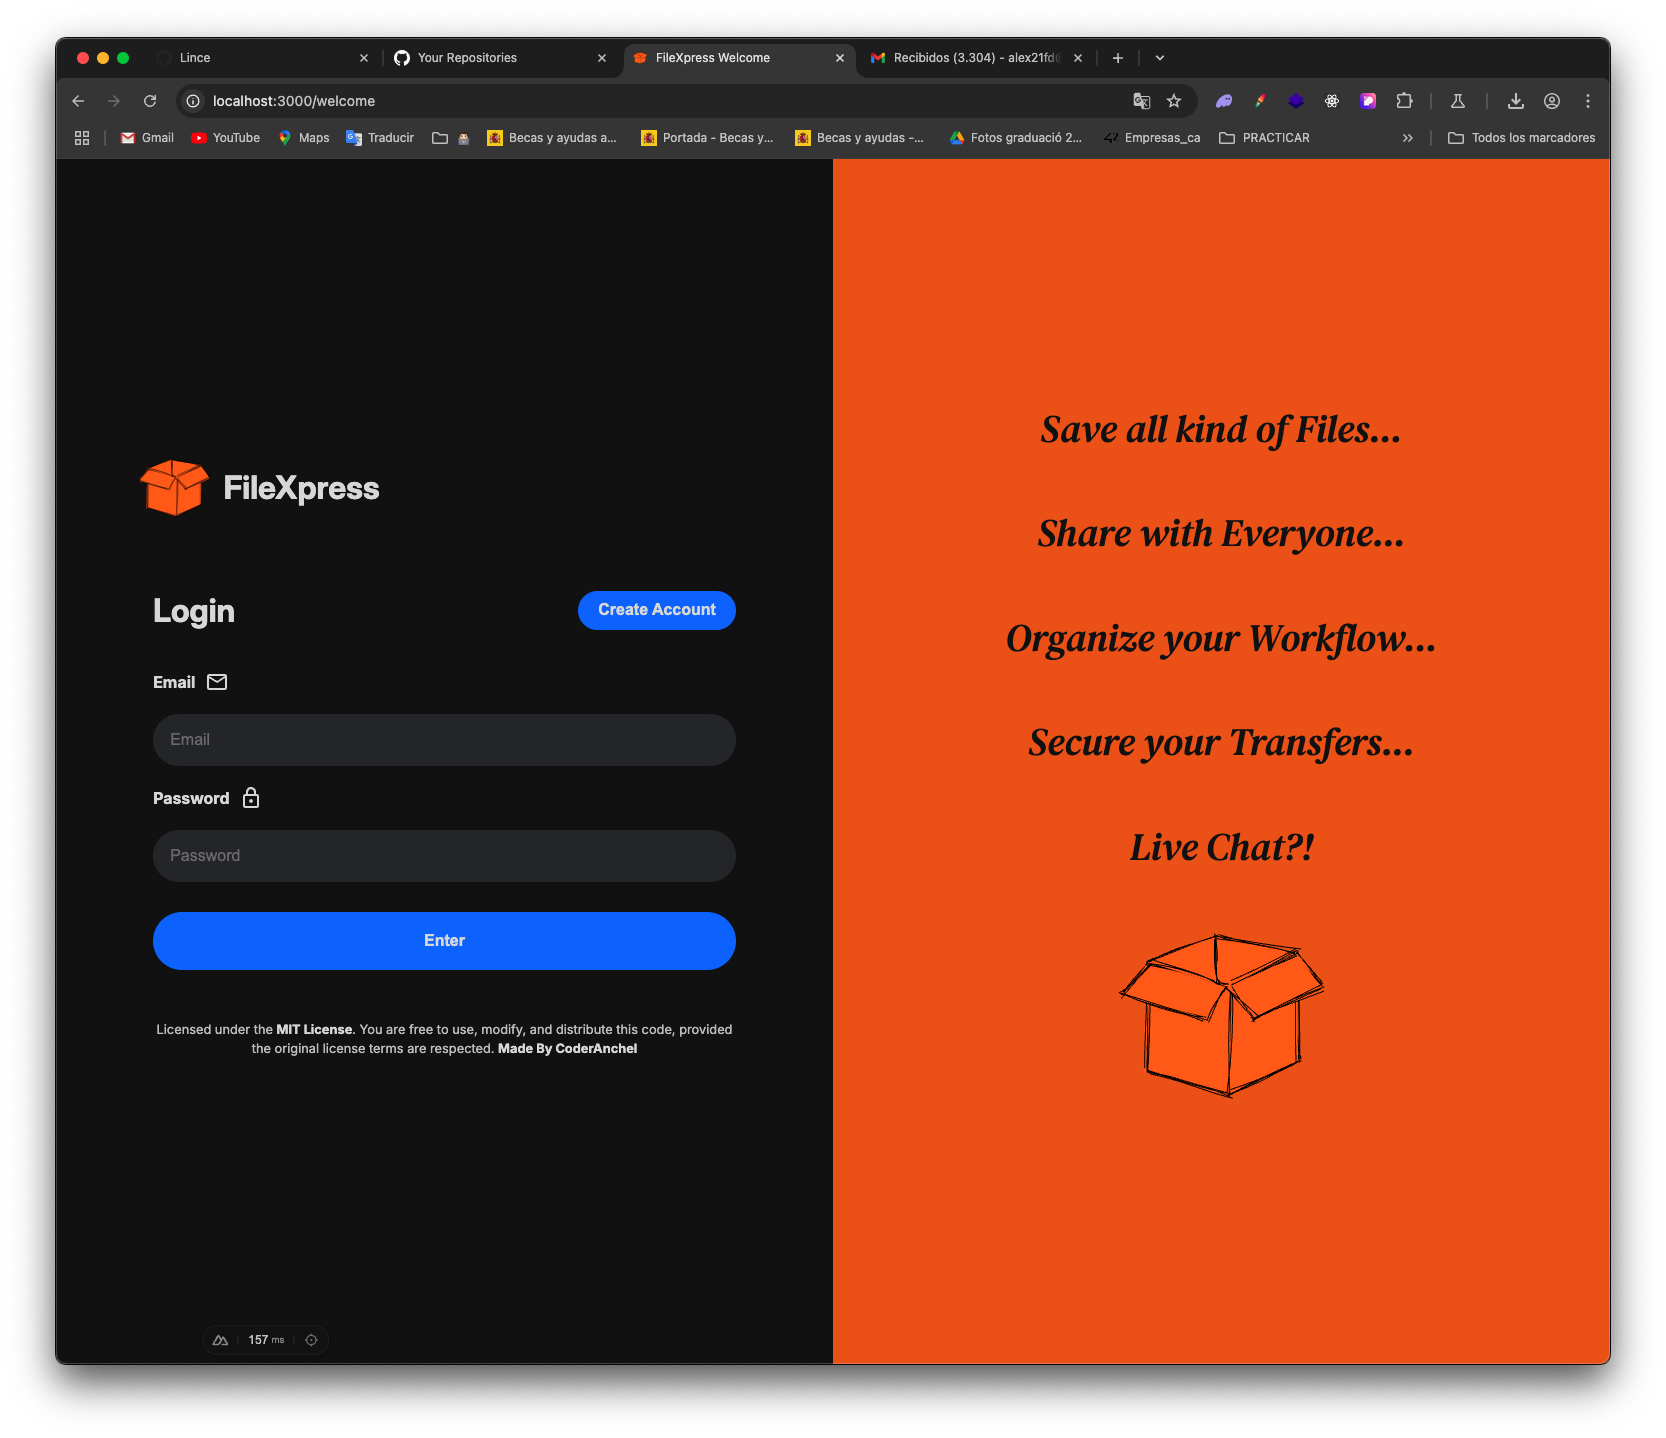 Lince
Your Repositories
FileXpress Welcome
Recibidos (3.304) - alex21fd
localhost:3000/welcome
Gmail
YouTube
Maps
Traducir
Becas y ayudas a...
Portada - Becas y...
Becas y ayudas -...
Fotos graduació 2...
Empresas_ca
PRACTICAR
Todos los marcadores
FileXpress
Login
Create Account
Email
Email
Password
Password
Enter
Licensed under the MIT License. You are free to use, modify, and distribute this code, provided
the original license terms are respected. Made By CoderAnchel
157 ms
Save all kind of Files...
Share with Everyone...
Organize your Workflow...
Secure your Transfers...
Live Chat?!